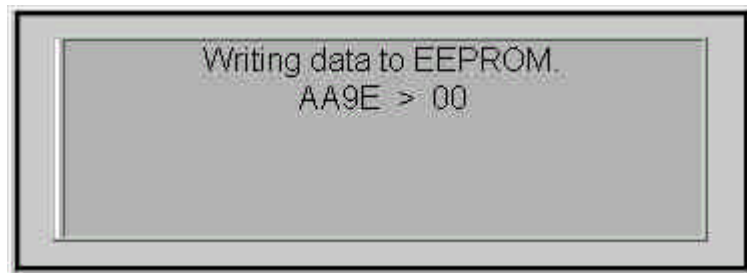 Writing data to EEPROM.
AA9E > 00